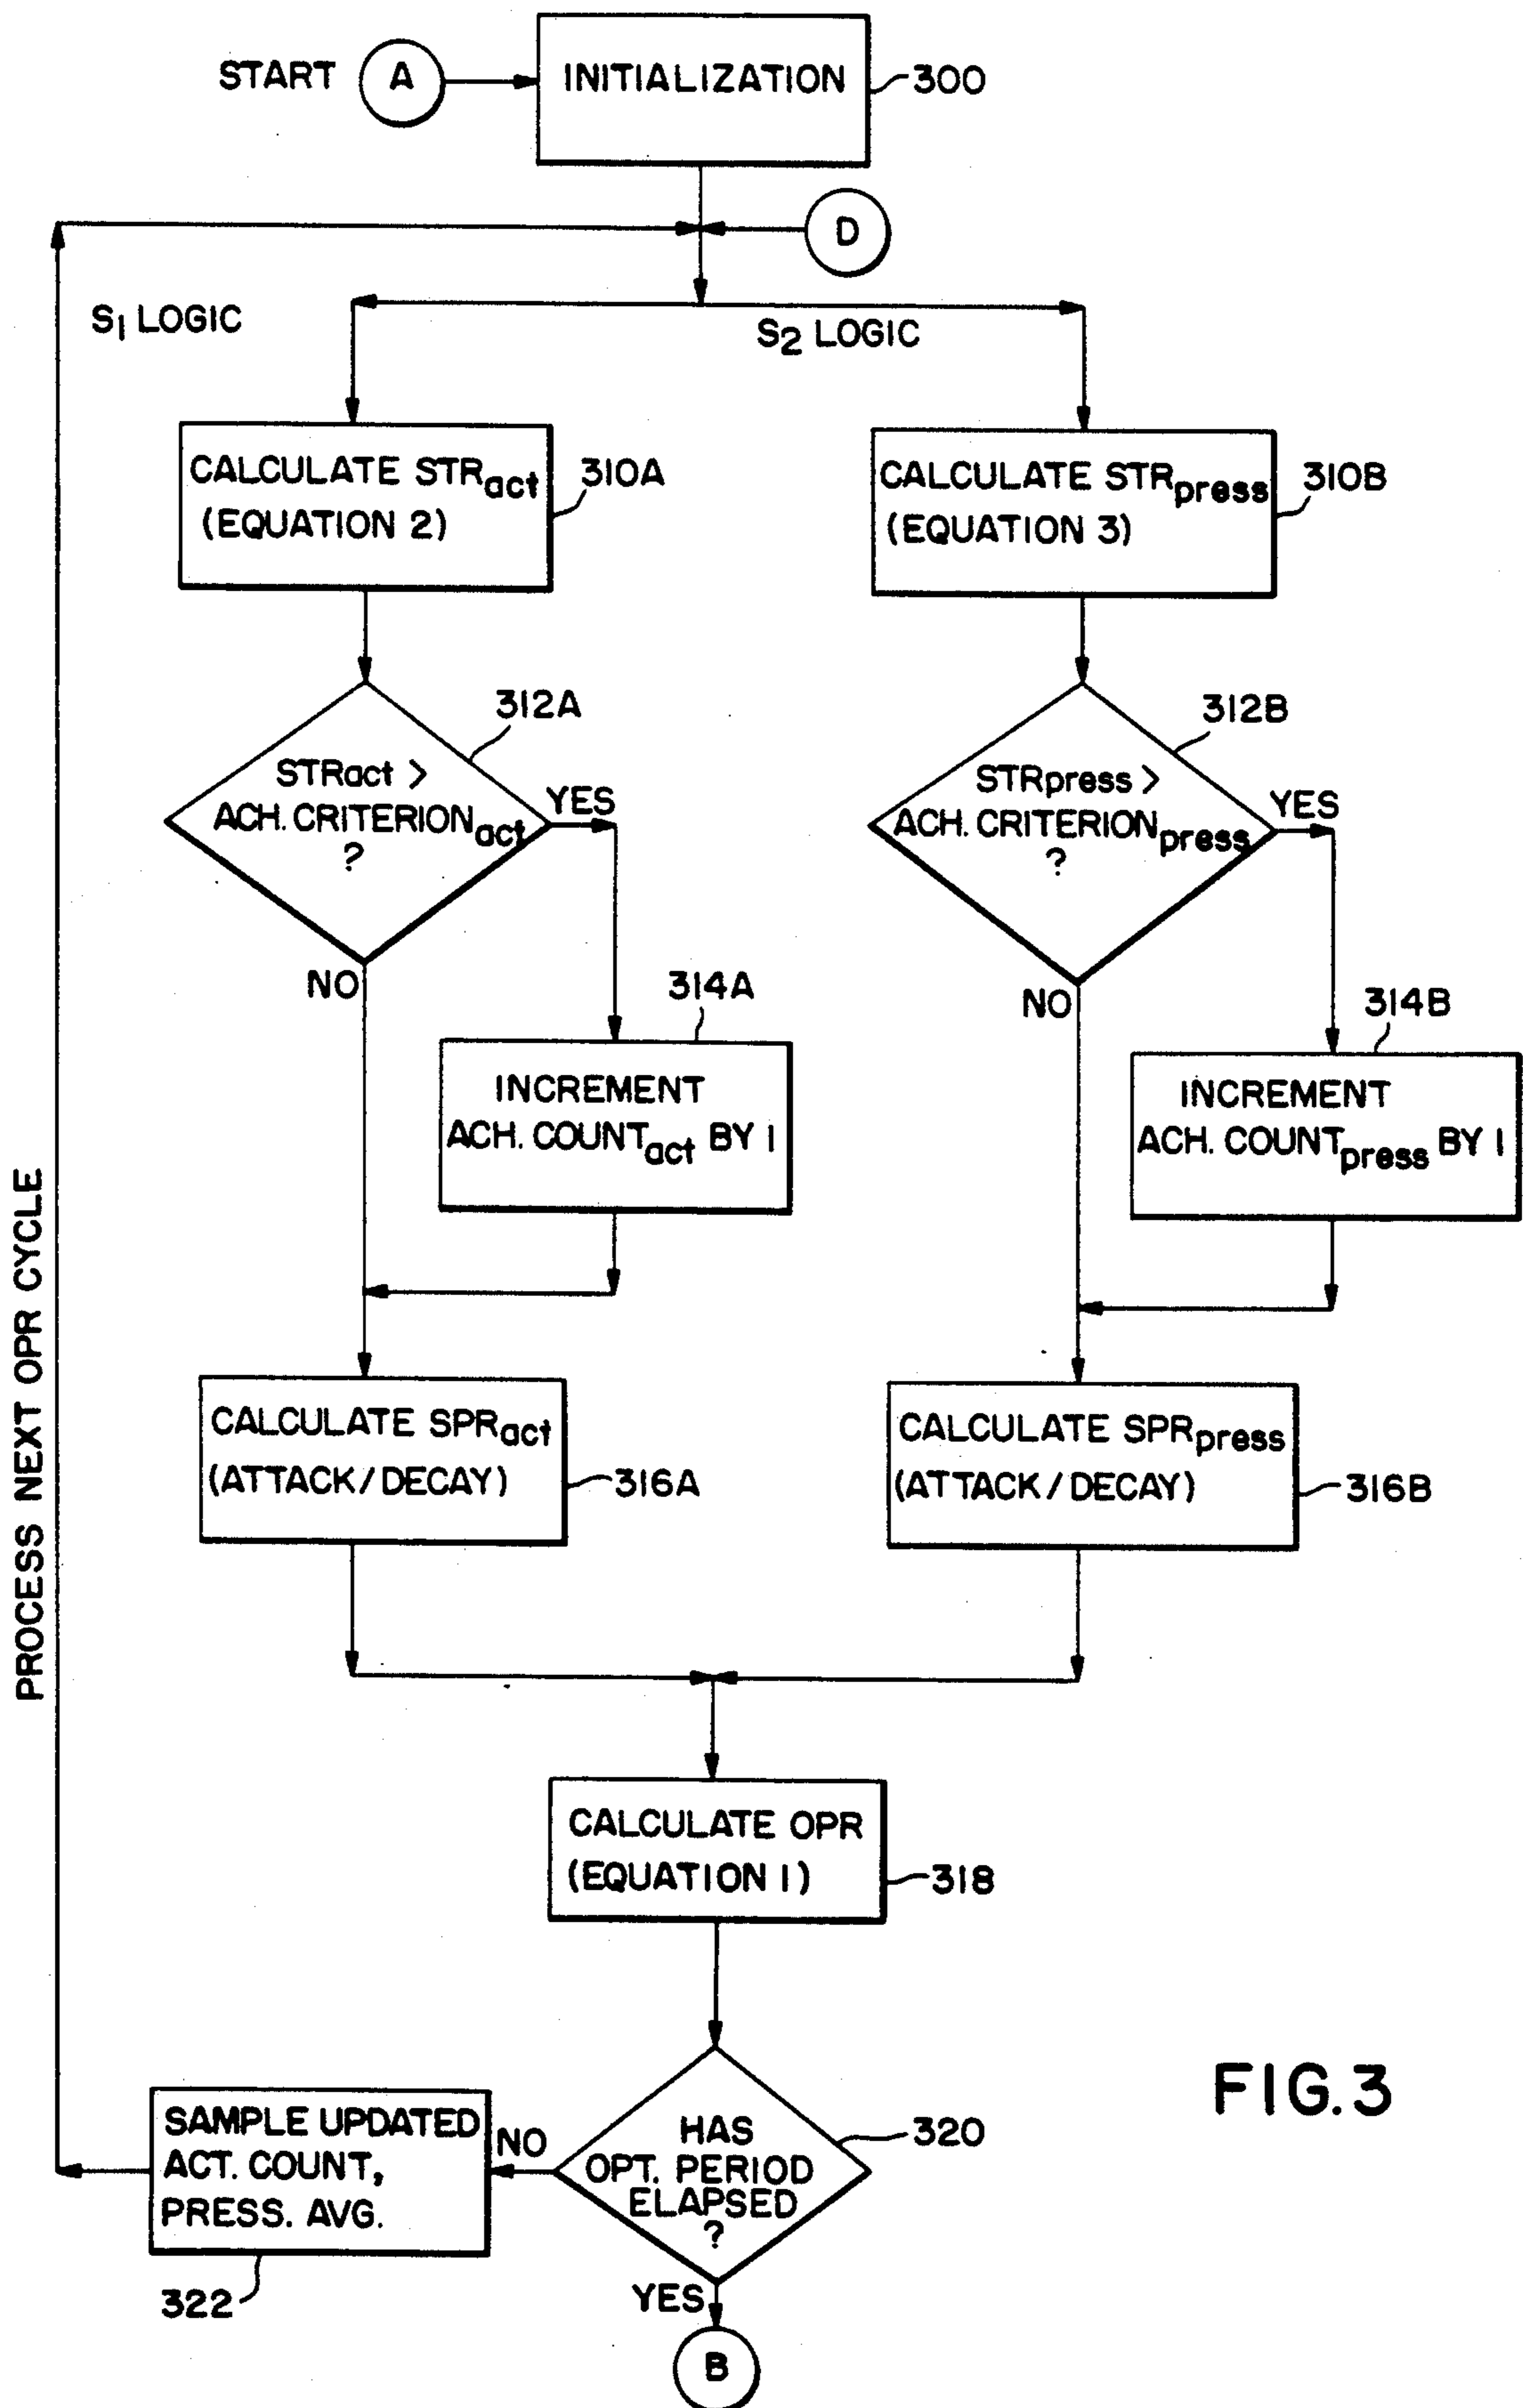 START
A
INITIALIZATION
300
D
S1 LOGIC
S2 LOGIC
CALCULATE STRact
(EQUATION 2)
310A
CALCULATE STRpress
(EQUATION 3)
310B
312A
STRact >
ACH. CRITERIONact
?
YES
NO
312B
STRpress >
ACH. CRITERIONpress
?
YES
NO
314A
INCREMENT
ACH. COUNTact BY 1
314B
INCREMENT
ACH. COUNTpress BY 1
CALCULATE SPRact
(ATTACK/DECAY)
316A
CALCULATE SPRpress
(ATTACK/DECAY)
316B
PROCESS NEXT OPR CYCLE
CALCULATE OPR
(EQUATION 1)
318
HAS
OPT. PERIOD
ELAPSED
?
320
NO
SAMPLE UPDATED
ACT. COUNT,
PRESS. AVG.
322
YES
B
FIG.3